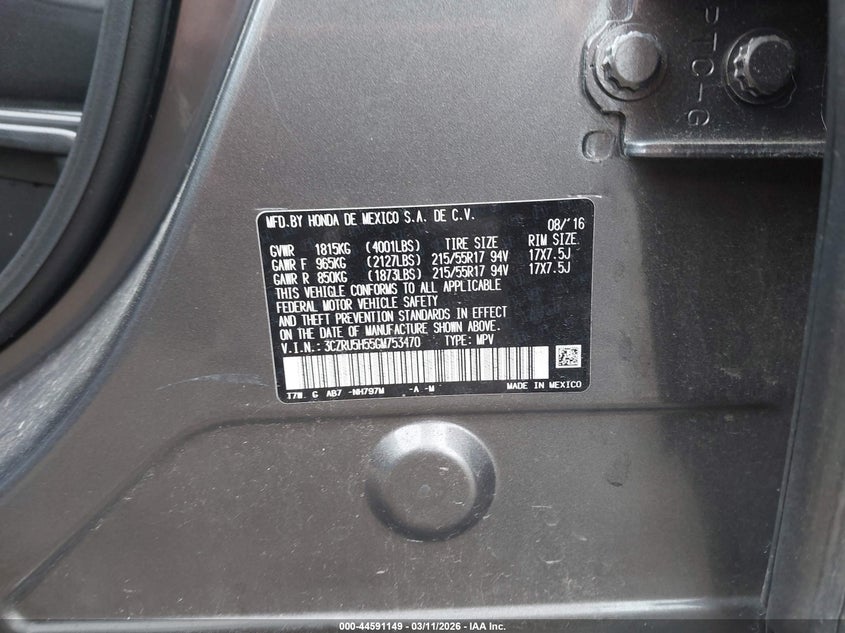 PTC-G
MFD.BY HONDA DE MEXICO S.A. DE C.V. 08/'16
GVWR 1815KG (4001LBS) TIRE SIZE RIM SIZE
GAWR F 965KG (2127LBS) 215/55R17 94V 17X7.5J
GAWR R 850KG (1873LBS) 215/55R17 94V 17X7.5J
THIS VEHICLE CONFORMS TO ALL APPLICABLE
FEDERAL MOTOR VEHICLE SAFETY
AND THEFT PREVENTION STANDARDS IN EFFECT
ON THE DATE OF MANUFACTURE SHOWN ABOVE.
V.I.N.: 3CZRU5H55GM753470 TYPE: MPV
T7W. G AB7 -NH797M -A -M MADE IN MEXICO
000-44591149 - 03/11/2026 - IAA Inc.